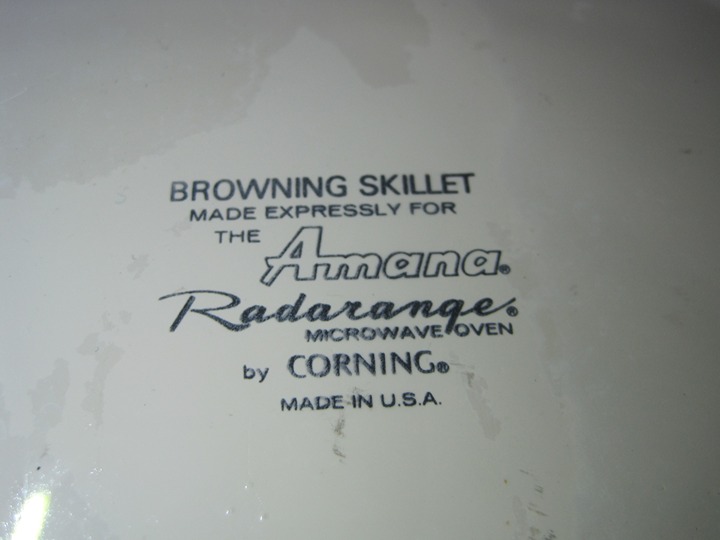 BROWNING SKILLET
MADE EXPRESSLY FOR
THE Amana®
Radarange®
MICROWAVE OVEN
by CORNING®
MADE IN U.S.A.